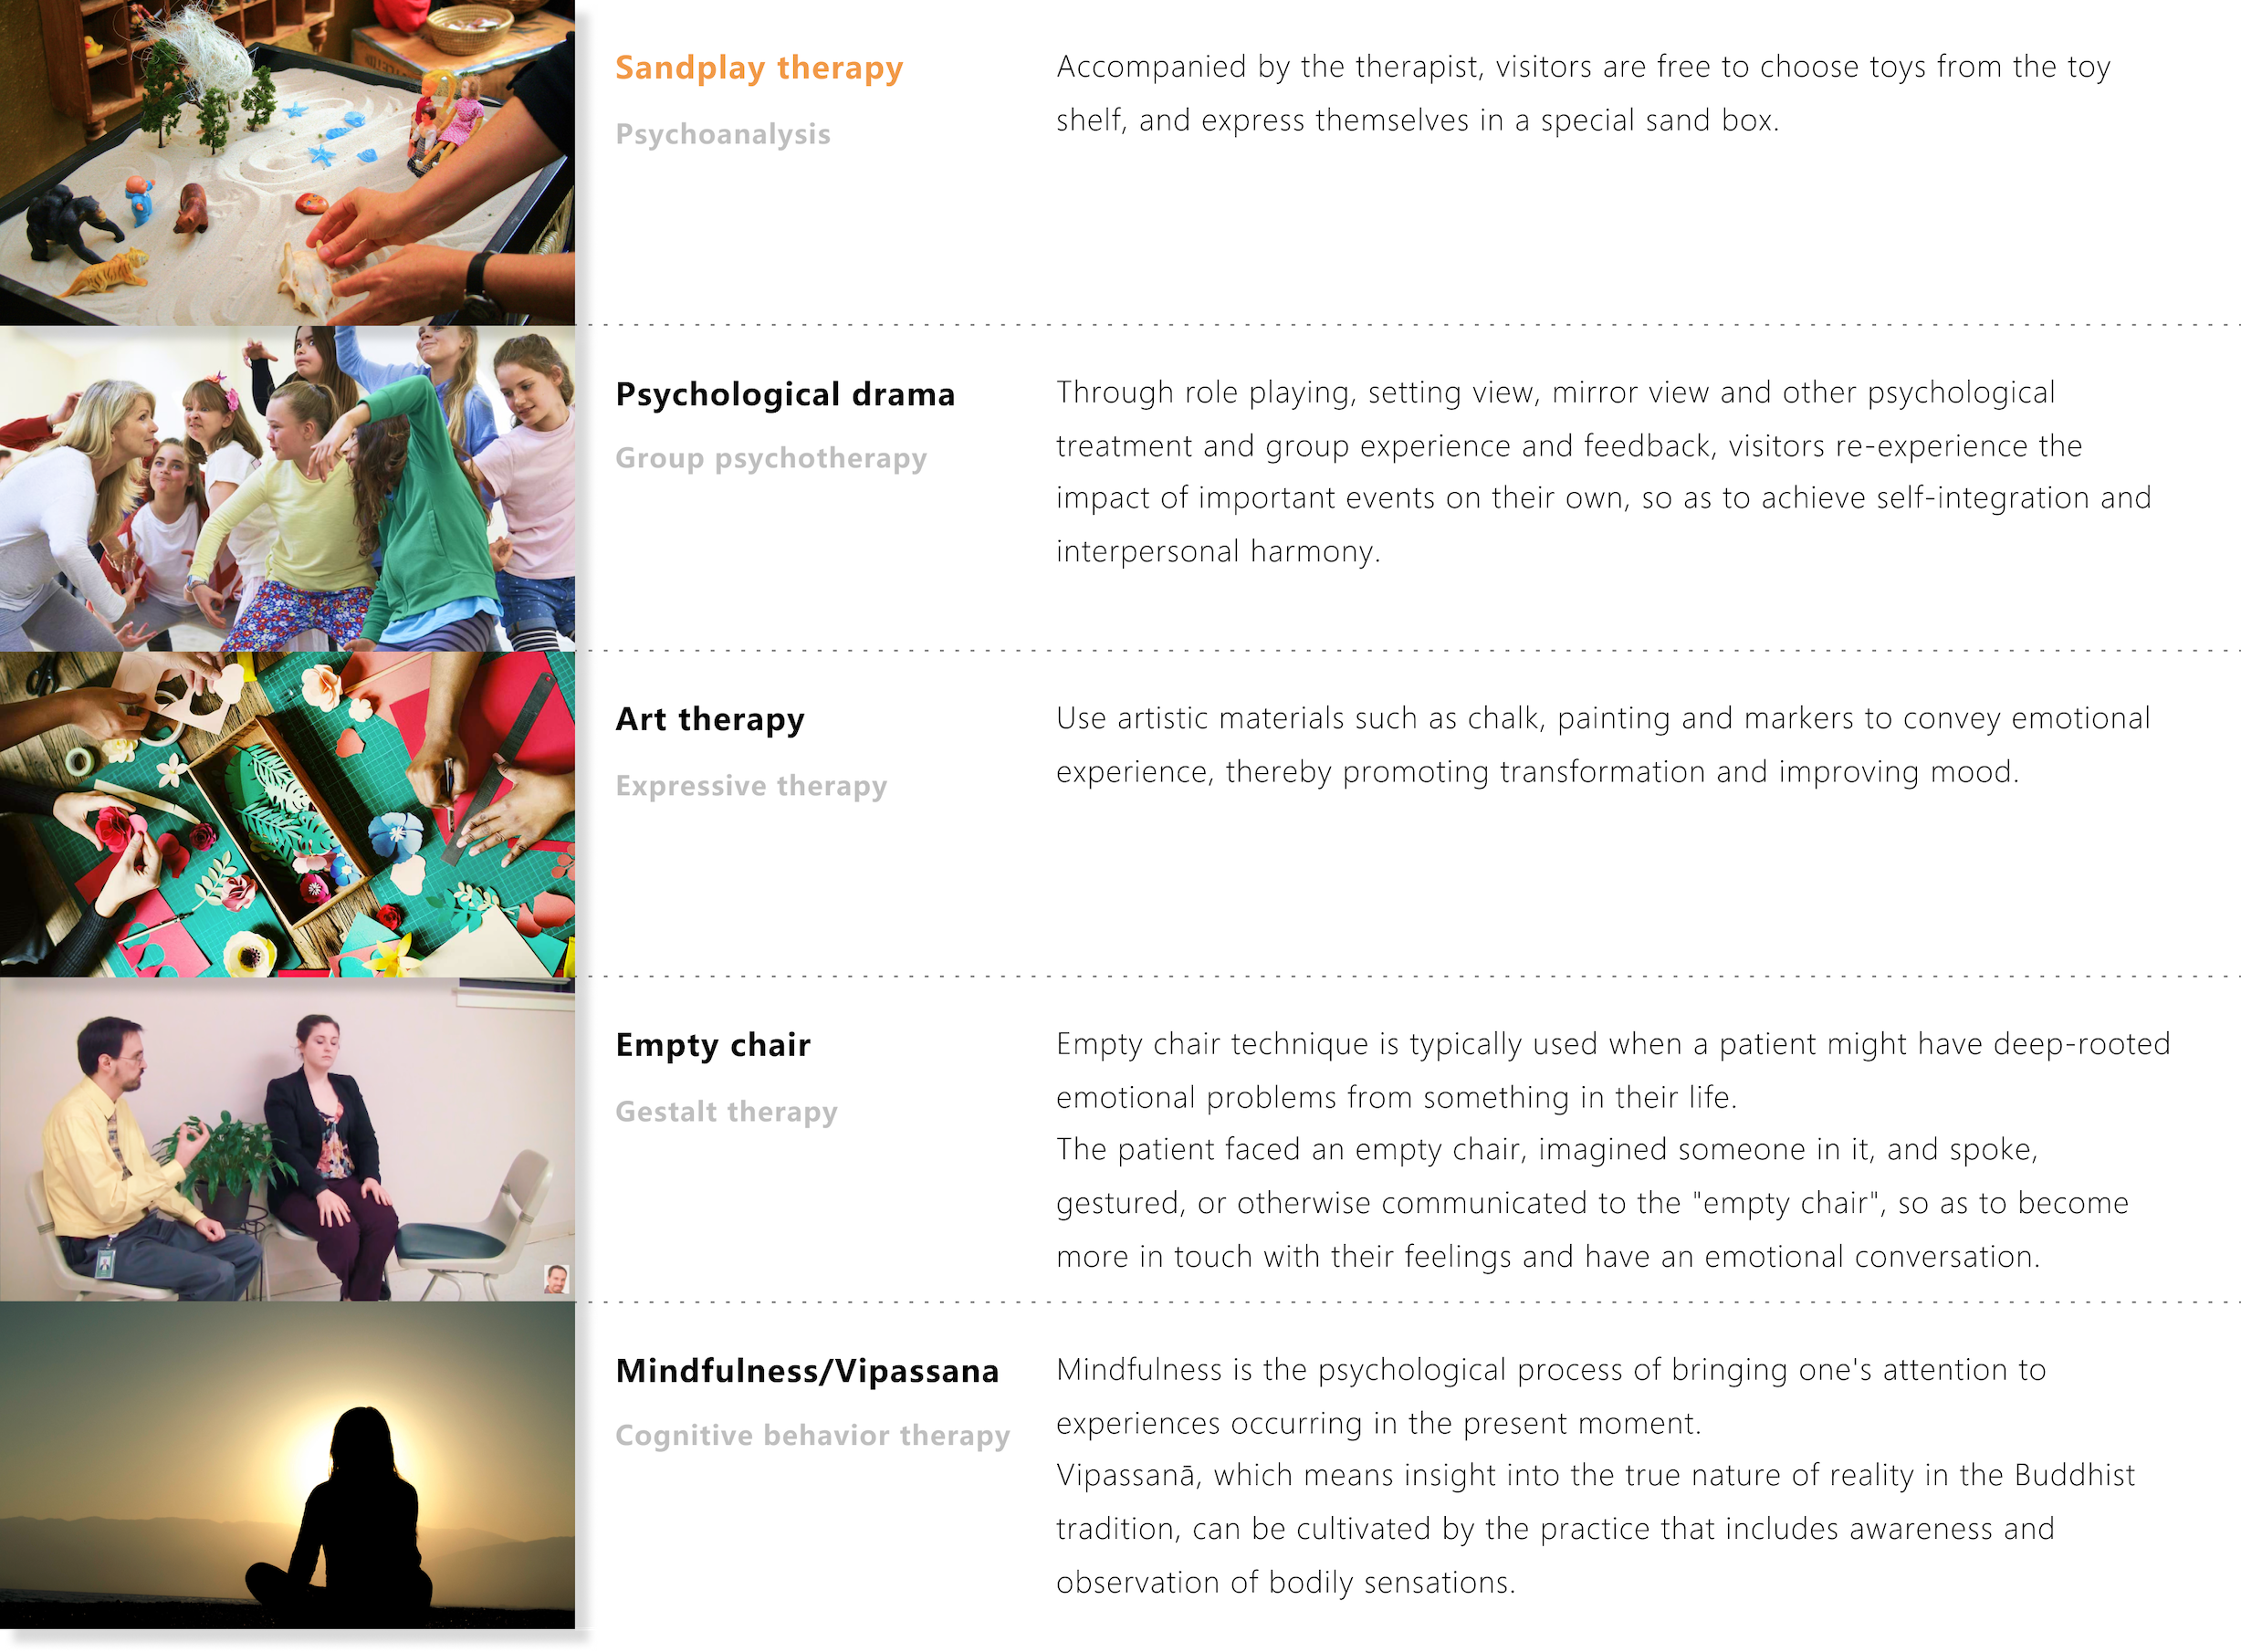 Sandplay therapy
Psychoanalysis
Accompanied by the therapist, visitors are free to choose toys from the toy
shelf, and express themselves in a special sand box.
Psychological drama
Group psychotherapy
Through role playing, setting view, mirror view and other psychological
treatment and group experience and feedback, visitors re-experience the
impact of important events on their own, so as to achieve self-integration and
interpersonal harmony.
Art therapy
Expressive therapy
Use artistic materials such as chalk, painting and markers to convey emotional
experience, thereby promoting transformation and improving mood.
Empty chair
Gestalt therapy
Empty chair technique is typically used when a patient might have deep-rooted
emotional problems from something in their life.
The patient faced an empty chair, imagined someone in it, and spoke,
gestured, or otherwise communicated to the "empty chair", so as to become
more in touch with their feelings and have an emotional conversation.
Mindfulness/Vipassana
Cognitive behavior therapy
Mindfulness is the psychological process of bringing one's attention to
experiences occurring in the present moment.
Vipassanā, which means insight into the true nature of reality in the Buddhist
tradition, can be cultivated by the practice that includes awareness and
observation of bodily sensations.